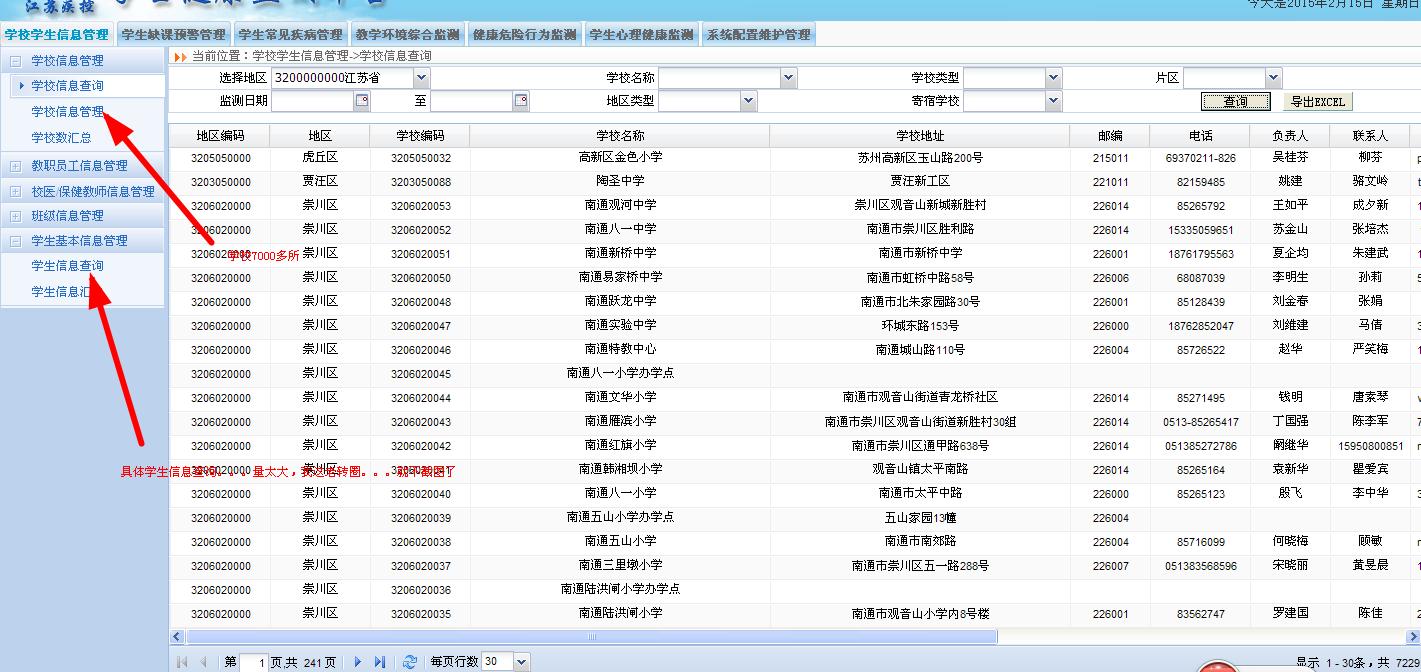 江苏疾控
今天是2015年2月15日 星期日
学校学生信息管理 学生缺课预警管理 学生常见疾病管理 教学环境综合监测 健康危险行为监测 学生心理健康监测 系统配置维护管理
学校信息管理
学校信息查询
学校信息管理
学校数汇总
教职员工信息管理
校医/保健教师信息管理
班级信息管理
学生基本信息管理
学生信息查询
学生信息汇
当前位置：学校学生信息管理->学校信息查询
选择地区 3200000000江苏省 学校名称 学校类型 片区
监测日期 至 地区类型 寄宿学校 查询 导出EXCEL
地区编码 地区 学校编码 学校名称 学校地址 邮编 电话 负责人 联系人
3205050000 虎丘区 3205050032 高新区金色小学 苏州高新区玉山路200号 215011 69370211-826 吴桂芬 柳芬
3203050000 贾汪区 3203050088 陶圣中学 贾汪新工区 221011 82159485 姚建 骆文岭
3206020000 崇川区 3206020053 南通观河中学 崇川区观音山新城新胜村 226014 85265792 王如平 成夕新
3206020000 崇川区 3206020052 南通八一中学 南通市崇川区胜利路 226014 15335059651 苏金山 张培杰
3206020000 崇川区 3206020051 南通新桥中学 南通市新桥中学 226001 18761795563 夏企均 朱建武
学校7000多所
3206020000 崇川区 3206020050 南通易家桥中学 南通市虹桥中路58号 226006 68087039 李明生 孙莉
3206020000 崇川区 3206020048 南通跃龙中学 南通市北朱家园路30号 226001 85128439 刘金春 张娟
3206020000 崇川区 3206020047 南通实验中学 环城东路153号 226000 18762852047 刘维建 马倩
3206020000 崇川区 3206020046 南通特教中心 南通城山路110号 226004 85726522 赵华 严笑梅
3206020000 崇川区 3206020045 南通八一小学办学点
3206020000 崇川区 3206020044 南通文华小学 南通市观音山街道青龙桥社区 226014 85271495 钱明 唐素琴
3206020000 崇川区 3206020043 南通雁滨小学 南通市崇川区观音山街道新胜村30组 226014 0513-85265417 丁国强 陈李军
3206020000 崇川区 3206020042 南通红旗小学 南通市崇川区通甲路638号 226014 051385272786 阚继华 15950800851
3206020000 崇川区 南通韩湘坝小学 观音山镇太平南路 226014 85265164 袁新华 瞿爱宾
具体学生信息查询。。。量太大，我这老转圈。。。就不截图了
3206020000 崇川区 3206020040 南通八一小学 南通市太平中路 226000 85265123 殷飞 李中华
3206020000 崇川区 3206020039 南通五山小学办学点 五山家园13幢 226004
3206020000 崇川区 3206020038 南通五山小学 南通市南郊路 226004 85716099 何晓梅 顾敏
3206020000 崇川区 3206020037 南通三里墩小学 南通市崇川区五一路288号 226007 051383568596 宋晓丽 黄昱晨
3206020000 崇川区 3206020036 南通陆洪闸小学办学点
3206020000 崇川区 3206020035 南通陆洪闸小学 南通市观音山小学内8号楼 226001 83562747 罗建国 陈佳
第 1 页,共 241 页 每页行数 30 显示 1 - 30条，共 7229